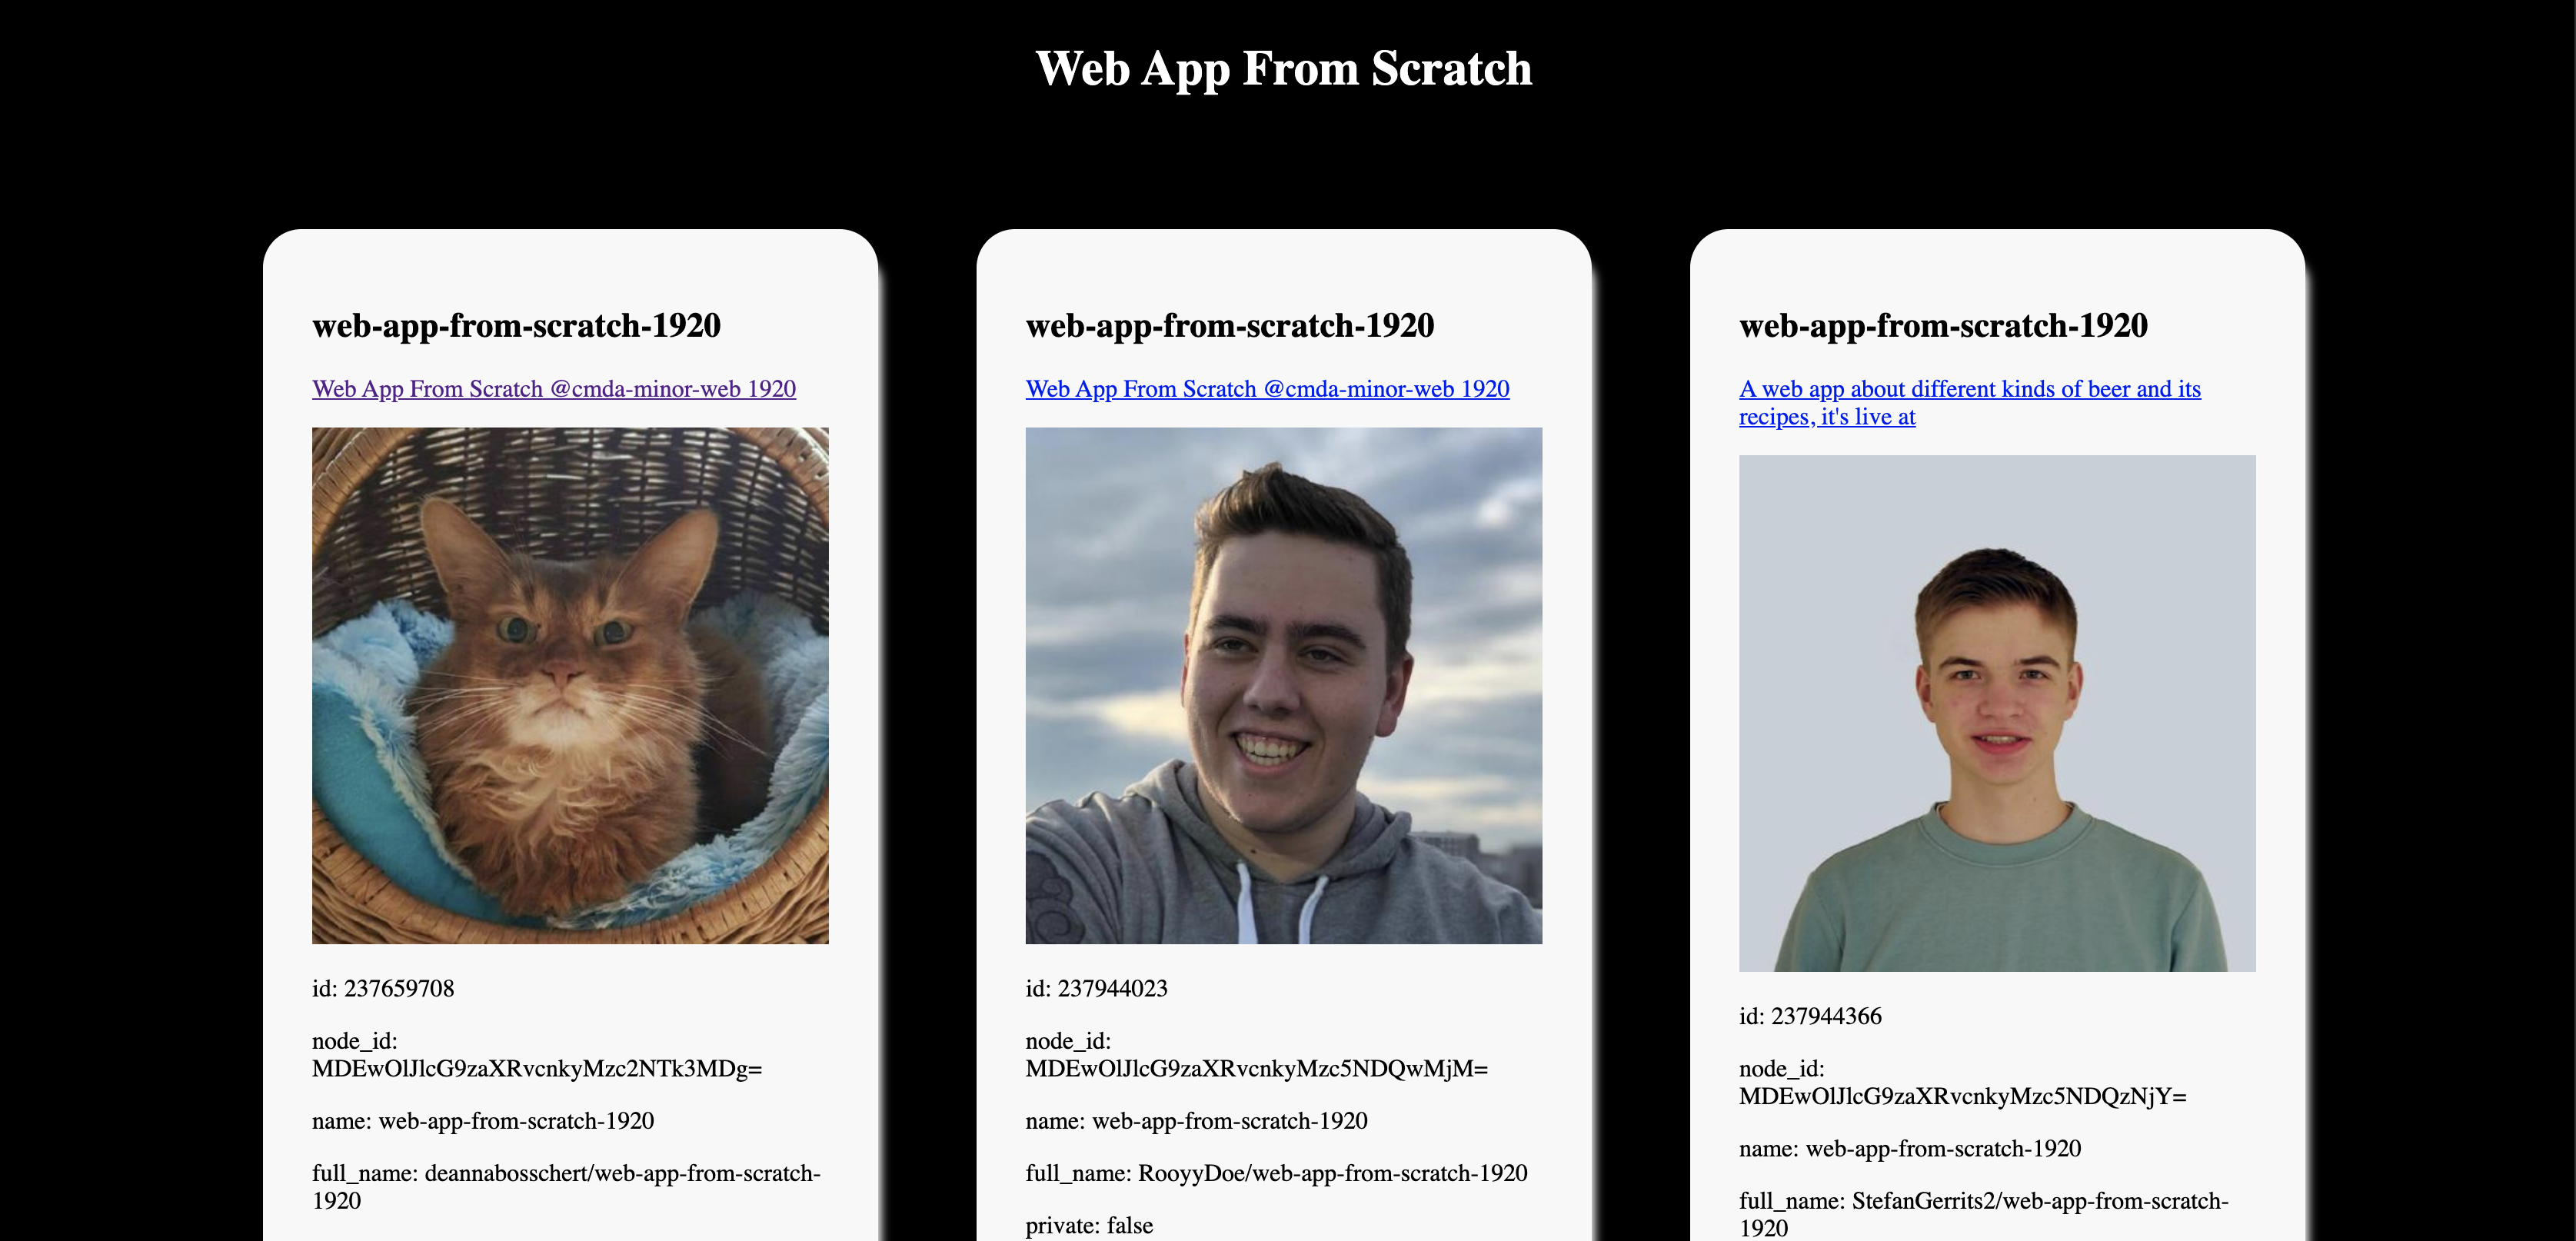 Web App From Scratch
web-app-from-scratch-1920
Web App From Scratch @cmda-minor-web 1920
id: 237659708
node_id:
MDEwOlJlcG9zaXRvcnkyMzc2NTk3MDg=
name: web-app-from-scratch-1920
full_name: deannabosschert/web-app-from-scratch-
1920
web-app-from-scratch-1920
Web App From Scratch @cmda-minor-web 1920
id: 237944023
node_id:
MDEwOlJlcG9zaXRvcnkyMzc5NDQwMjM=
name: web-app-from-scratch-1920
full_name: RooyyDoe/web-app-from-scratch-1920
private: false
web-app-from-scratch-1920
A web app about different kinds of beer and its
recipes, it's live at
id: 237944366
node_id:
MDEwOlJlcG9zaXRvcnkyMzc5NDQzNjY=
name: web-app-from-scratch-1920
full_name: StefanGerrits2/web-app-from-scratch-
1920